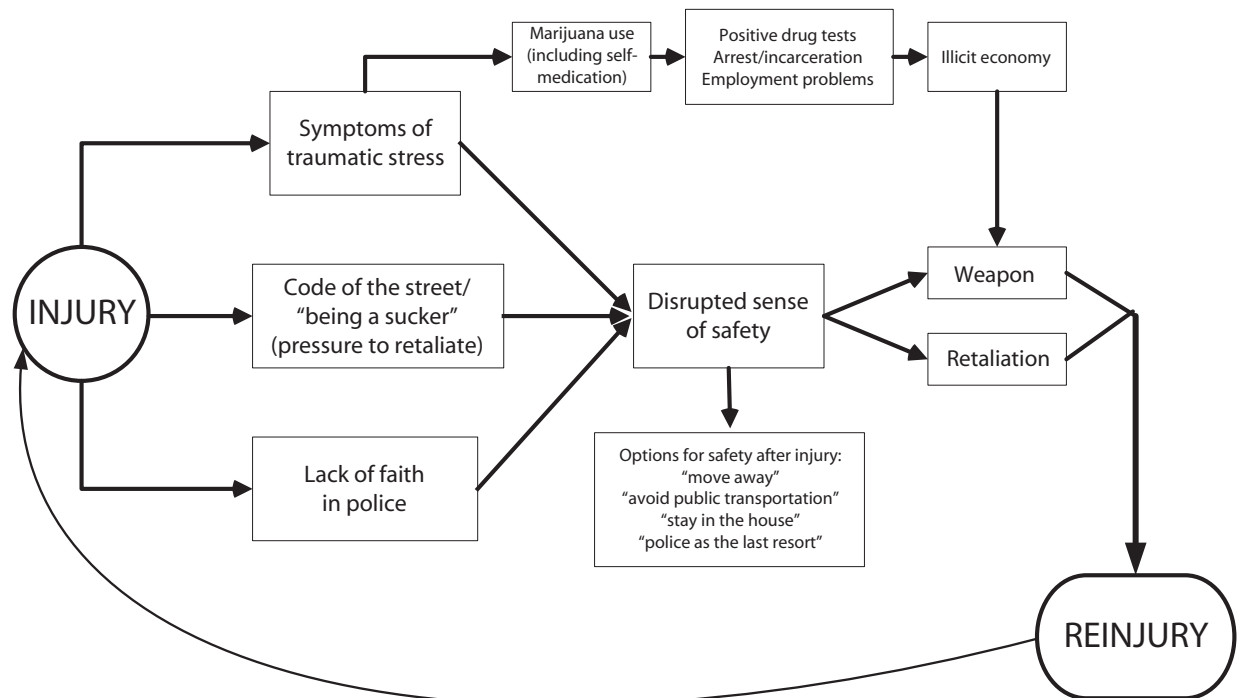 Marijuana use
(including self-
medication)
Positive drug tests
Arrest/incarceration
Employment problems
Illicit economy
Symptoms of
traumatic stress
INJURY
Code of the street/
“being a sucker”
(pressure to retaliate)
Disrupted sense
of safety
Weapon
Retaliation
Lack of faith
in police
Options for safety after injury:
“move away”
“avoid public transportation”
“stay in the house”
“police as the last resort”
REINJURY